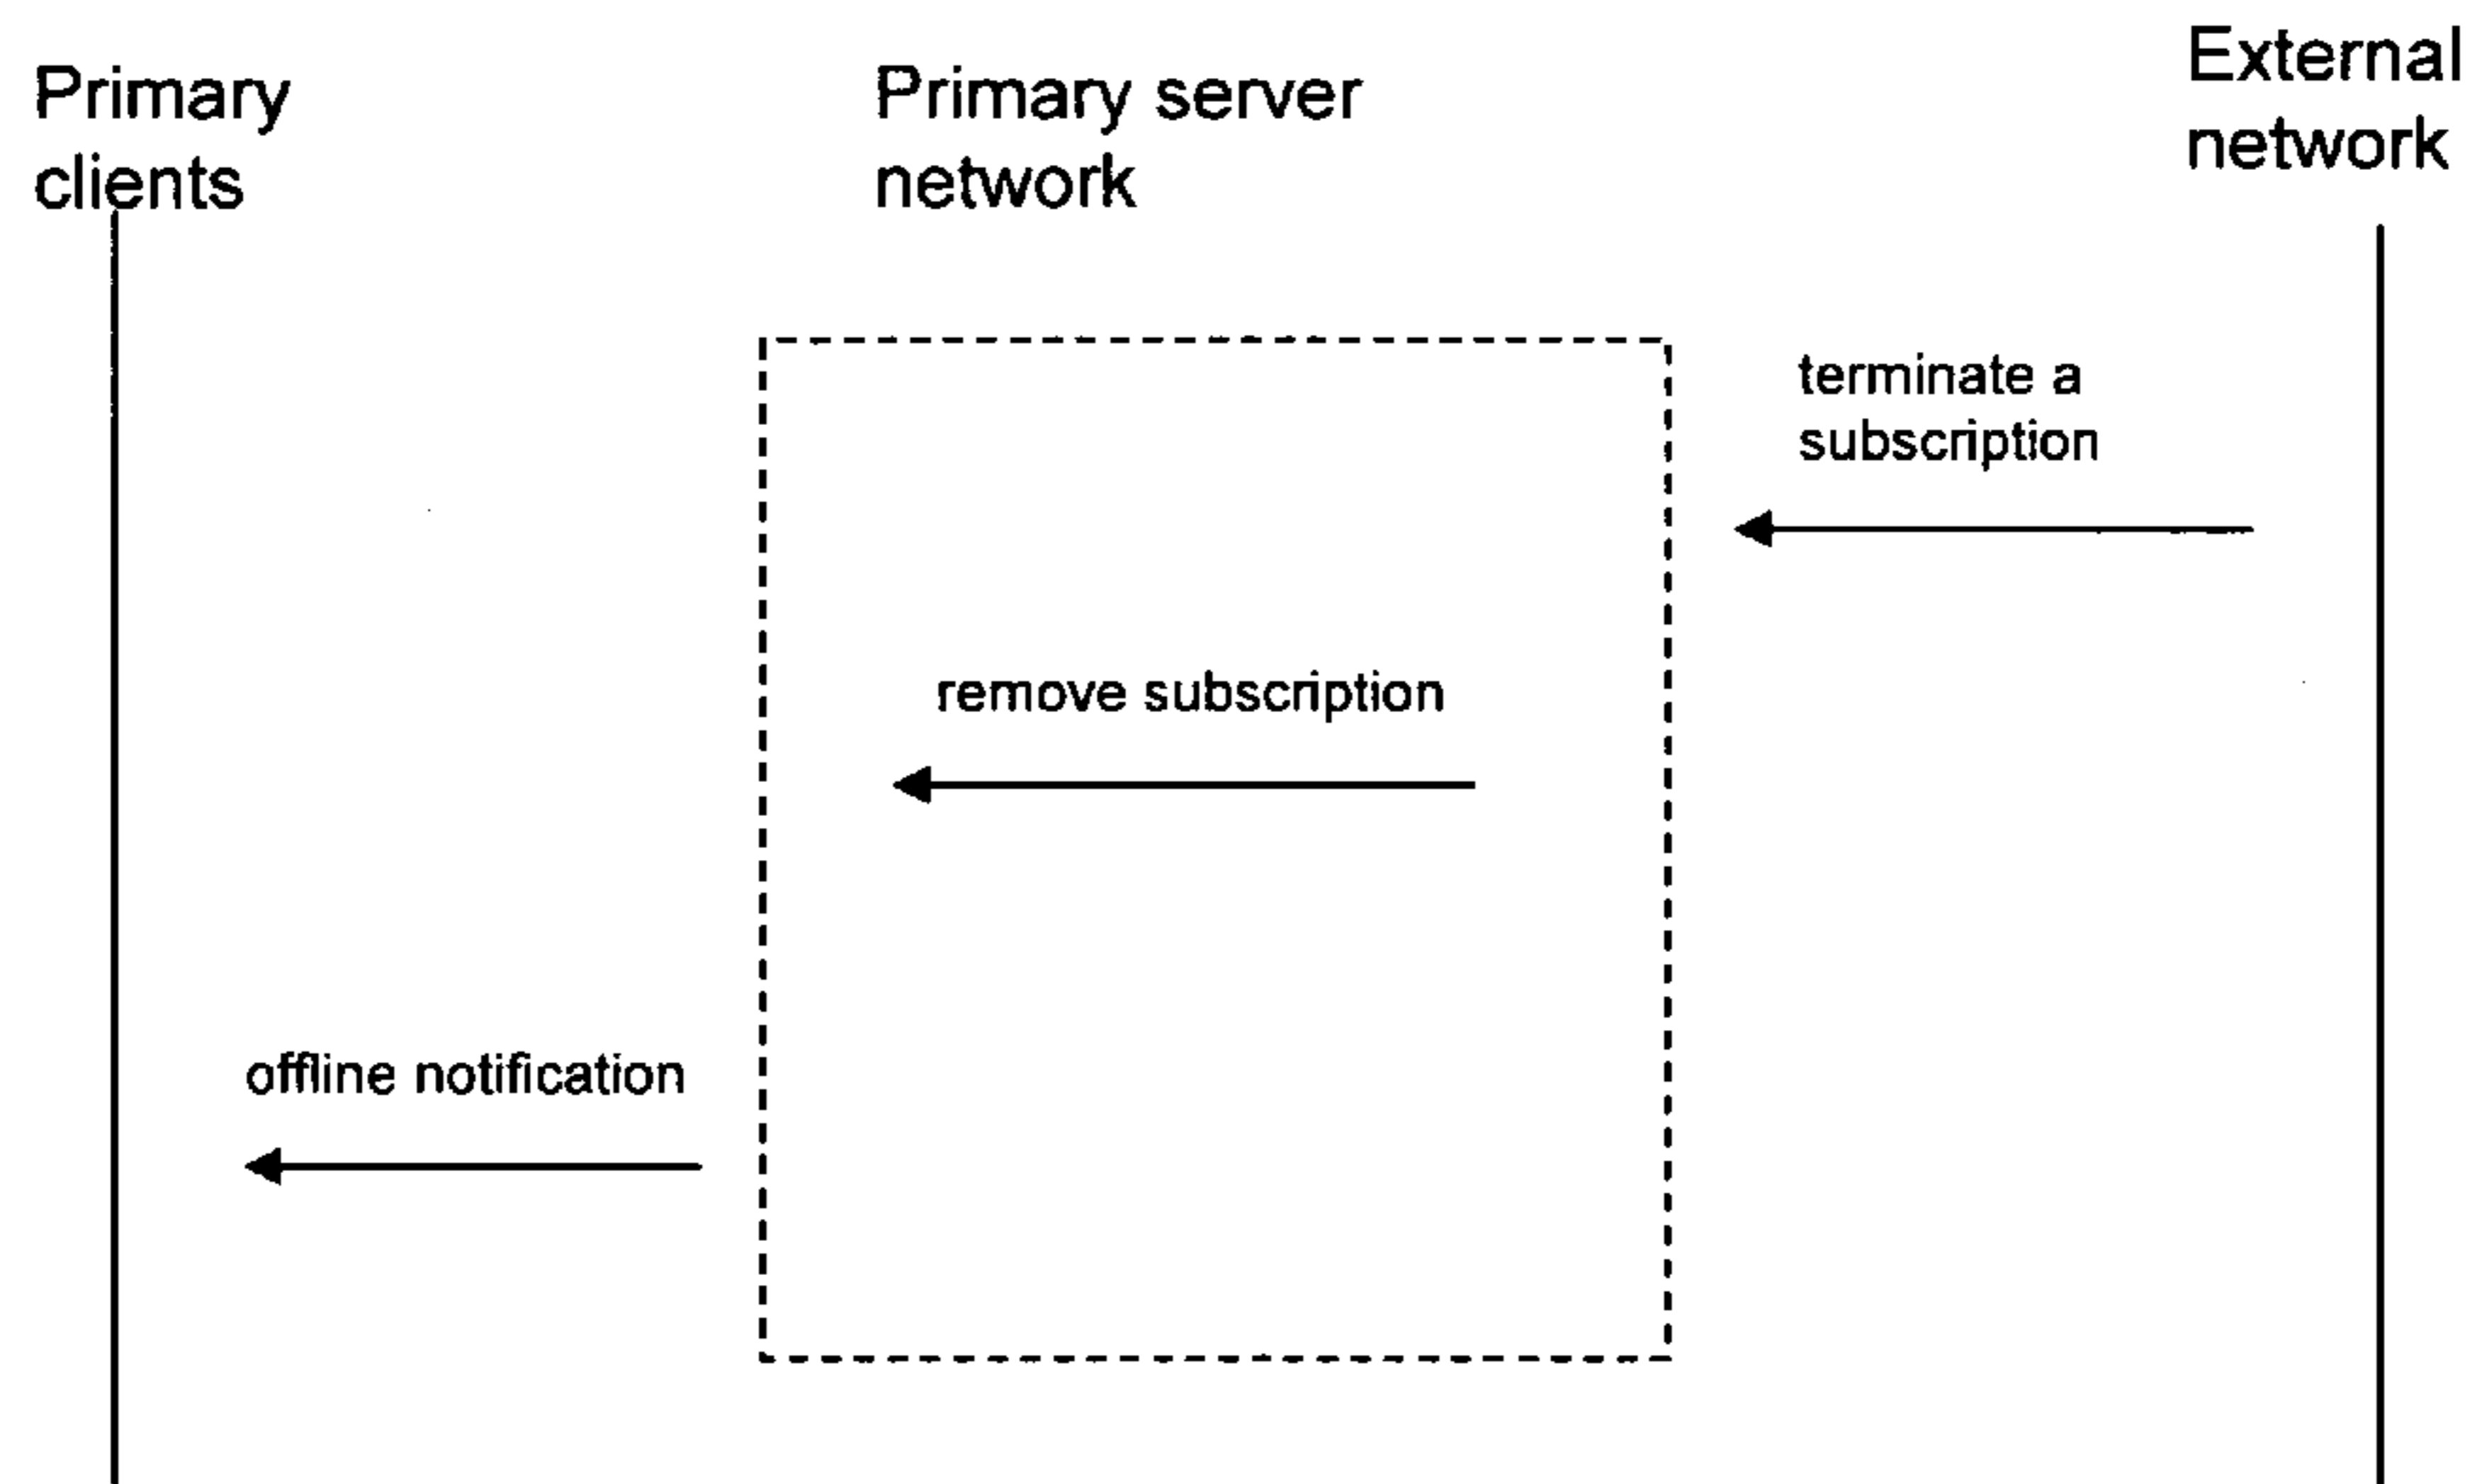 Primary
clients
Primary server
network
External
network
terminate a
subscription
remove subscription
offline notification